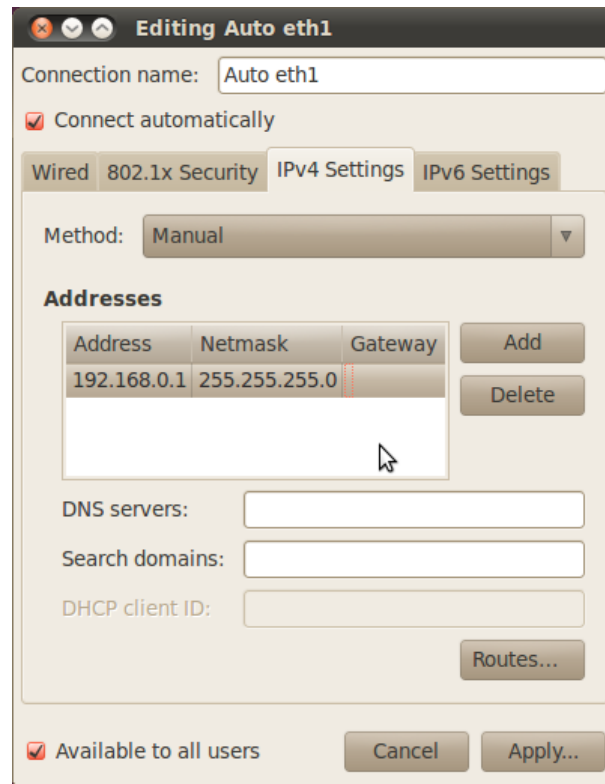 Editing Auto eth1
Connection name: Auto eth1
Connect automatically
Wired 802.1x Security IPv4 Settings IPv6 Settings
Method: Manual
Addresses
Address Netmask Gateway Add
192.168.0.1 255.255.255.0
Delete
DNS servers:
Search domains:
DHCP client ID:
Routes...
Available to all users Cancel Apply...